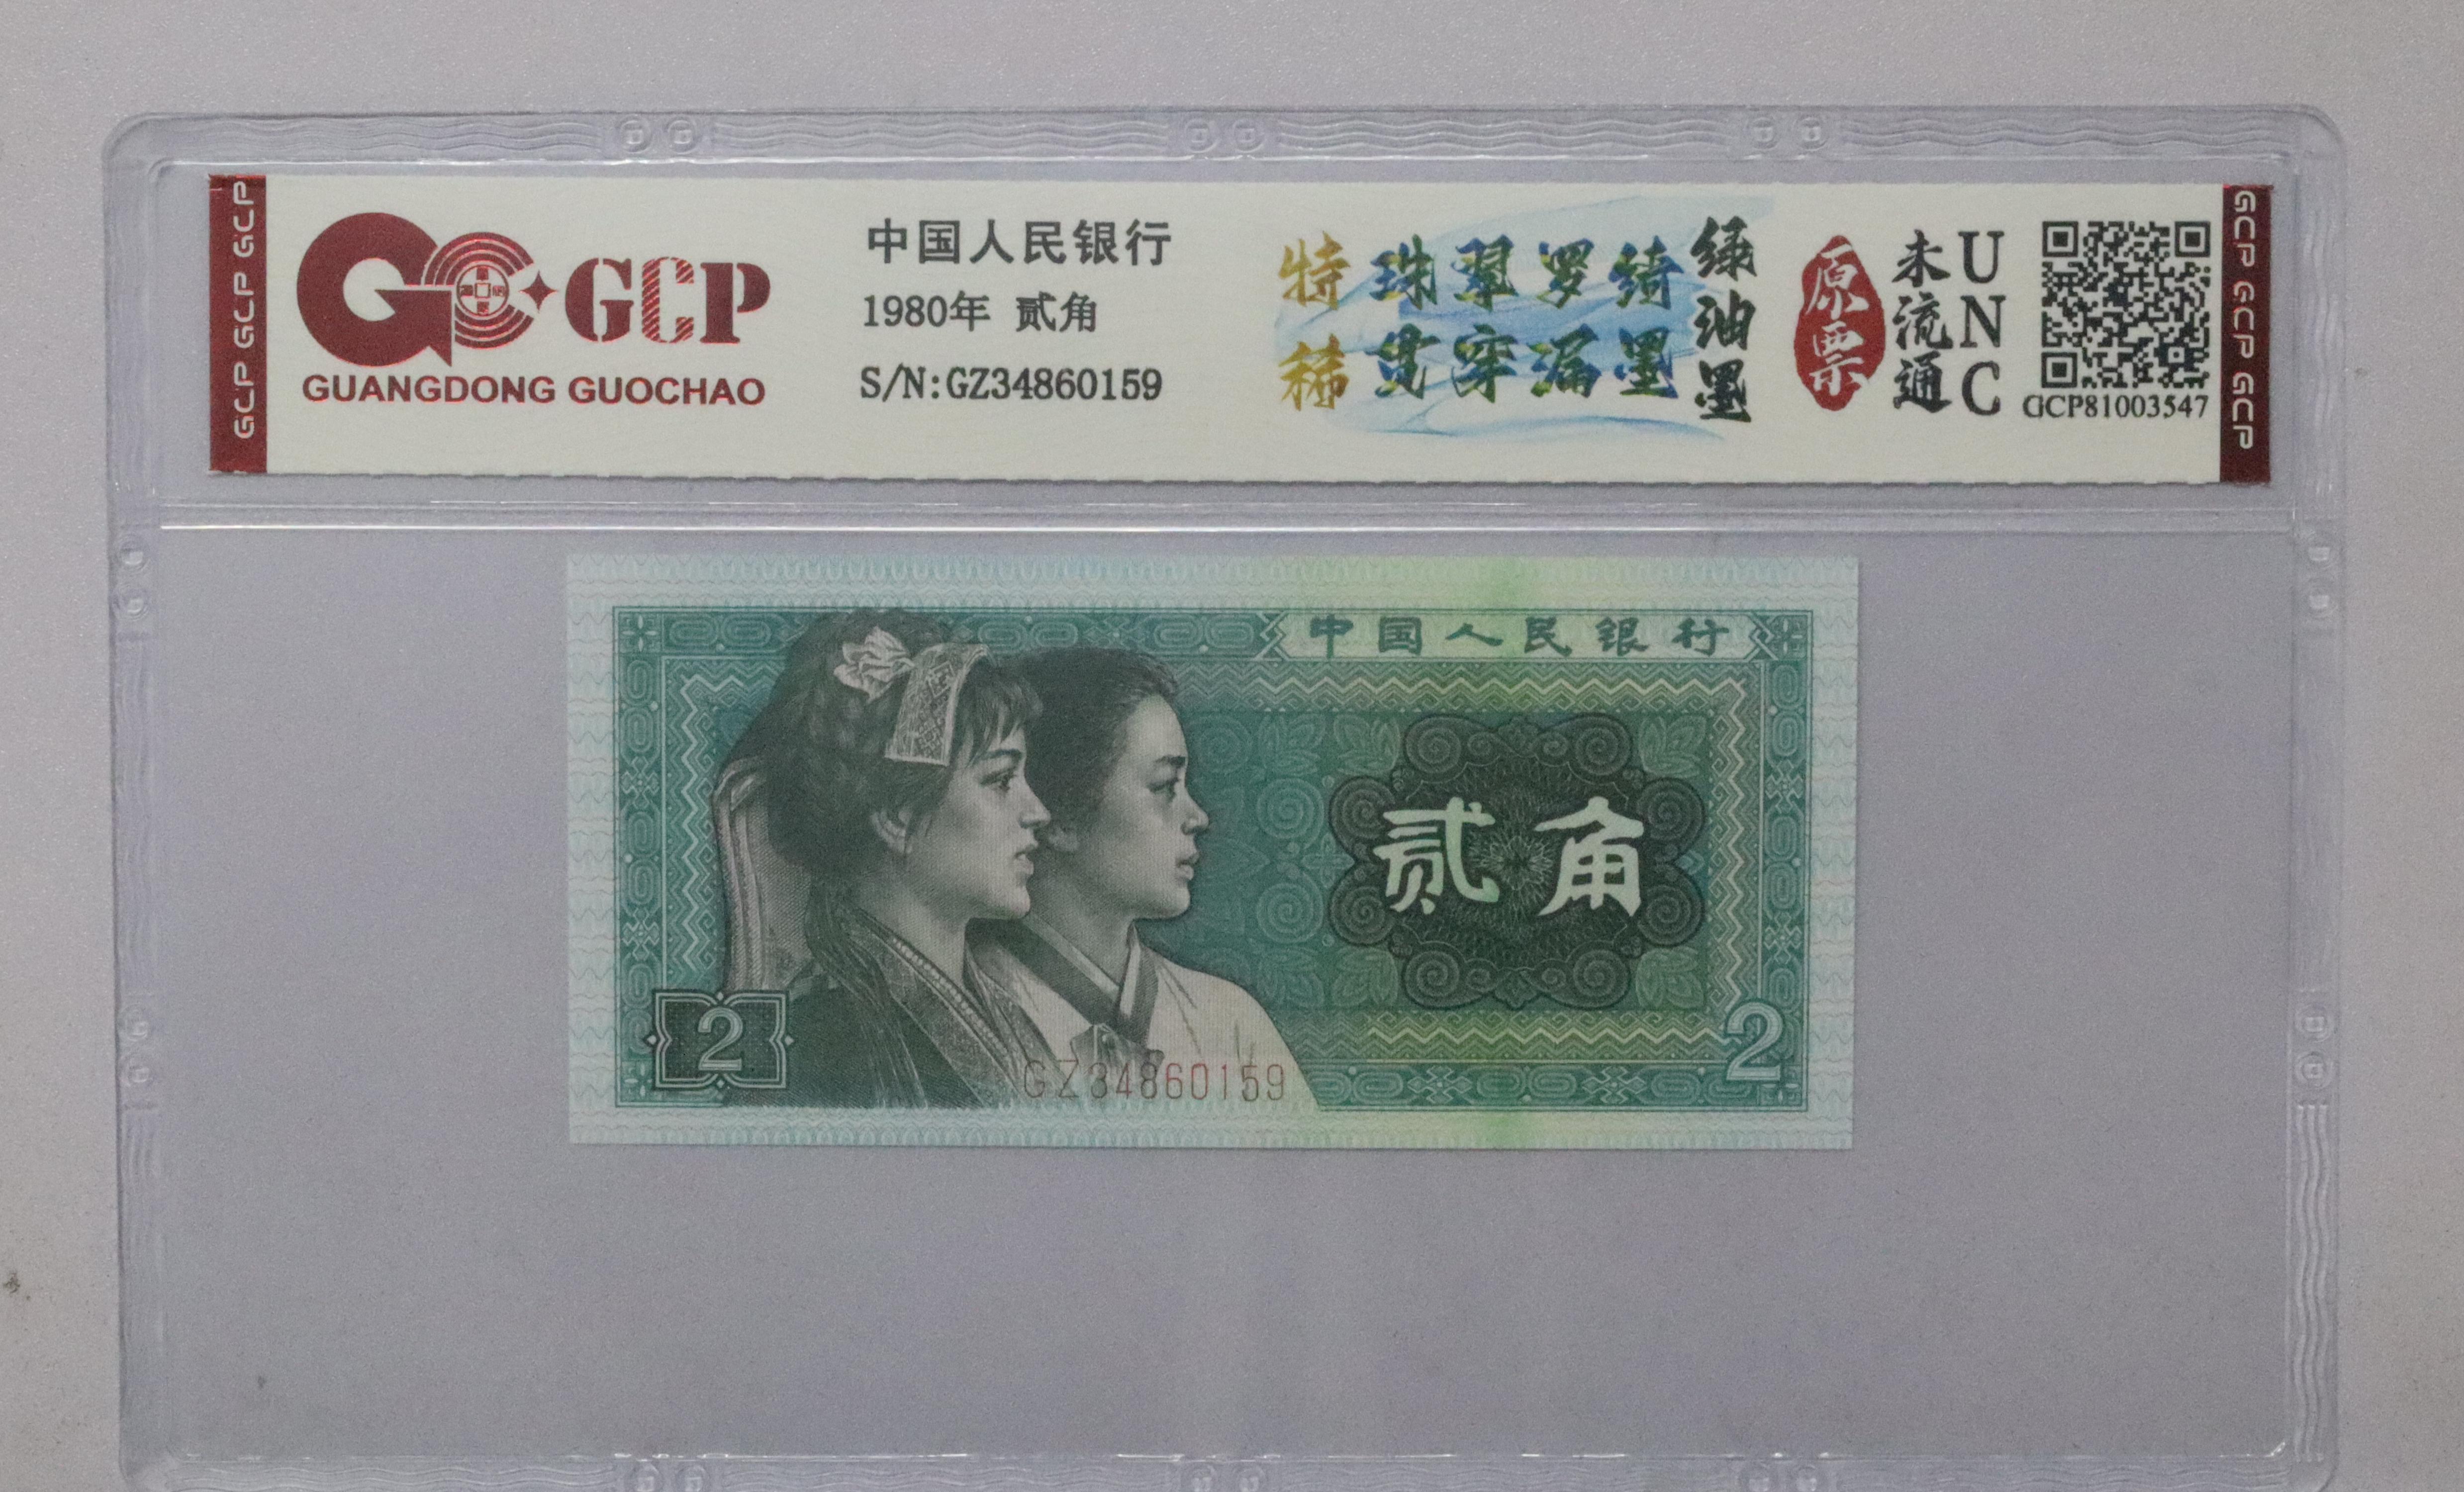 GCP GCP GCP
GCP
GUANGDONG GUOCHAO
中国人民银行
1980年 贰角
S/N:GZ34860159
特稀
珠翠罗绮
贯穿漏墨
绿油墨
原票
未流通
UNC
GCP81003547
GCP GCP GCP
中国人民银行
贰角
2
GZ34860159
2